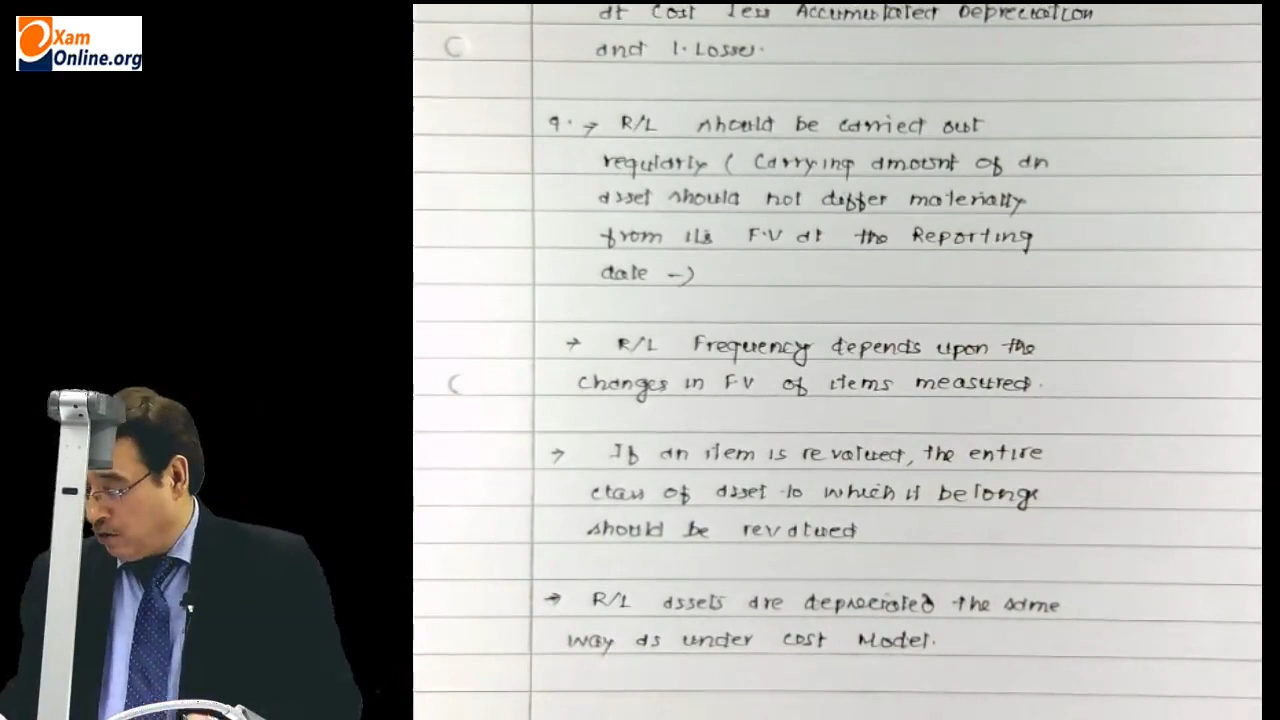 Xam
Online.org
at Cost less Accumulated Depreciation
and I. Losses.
9. → R/L should be carried out
regularly ( Carrying amount of an
asset should not differ materially
from its F.V at the Reporting
date -)
→ R/L Frequency depends upon the
changes in F.V of items measured.
→ If an item is revalued, the entire
class of asset to which it belongs
should be revalued
→ R/L assets are depreciated the same
way as under cost Model.